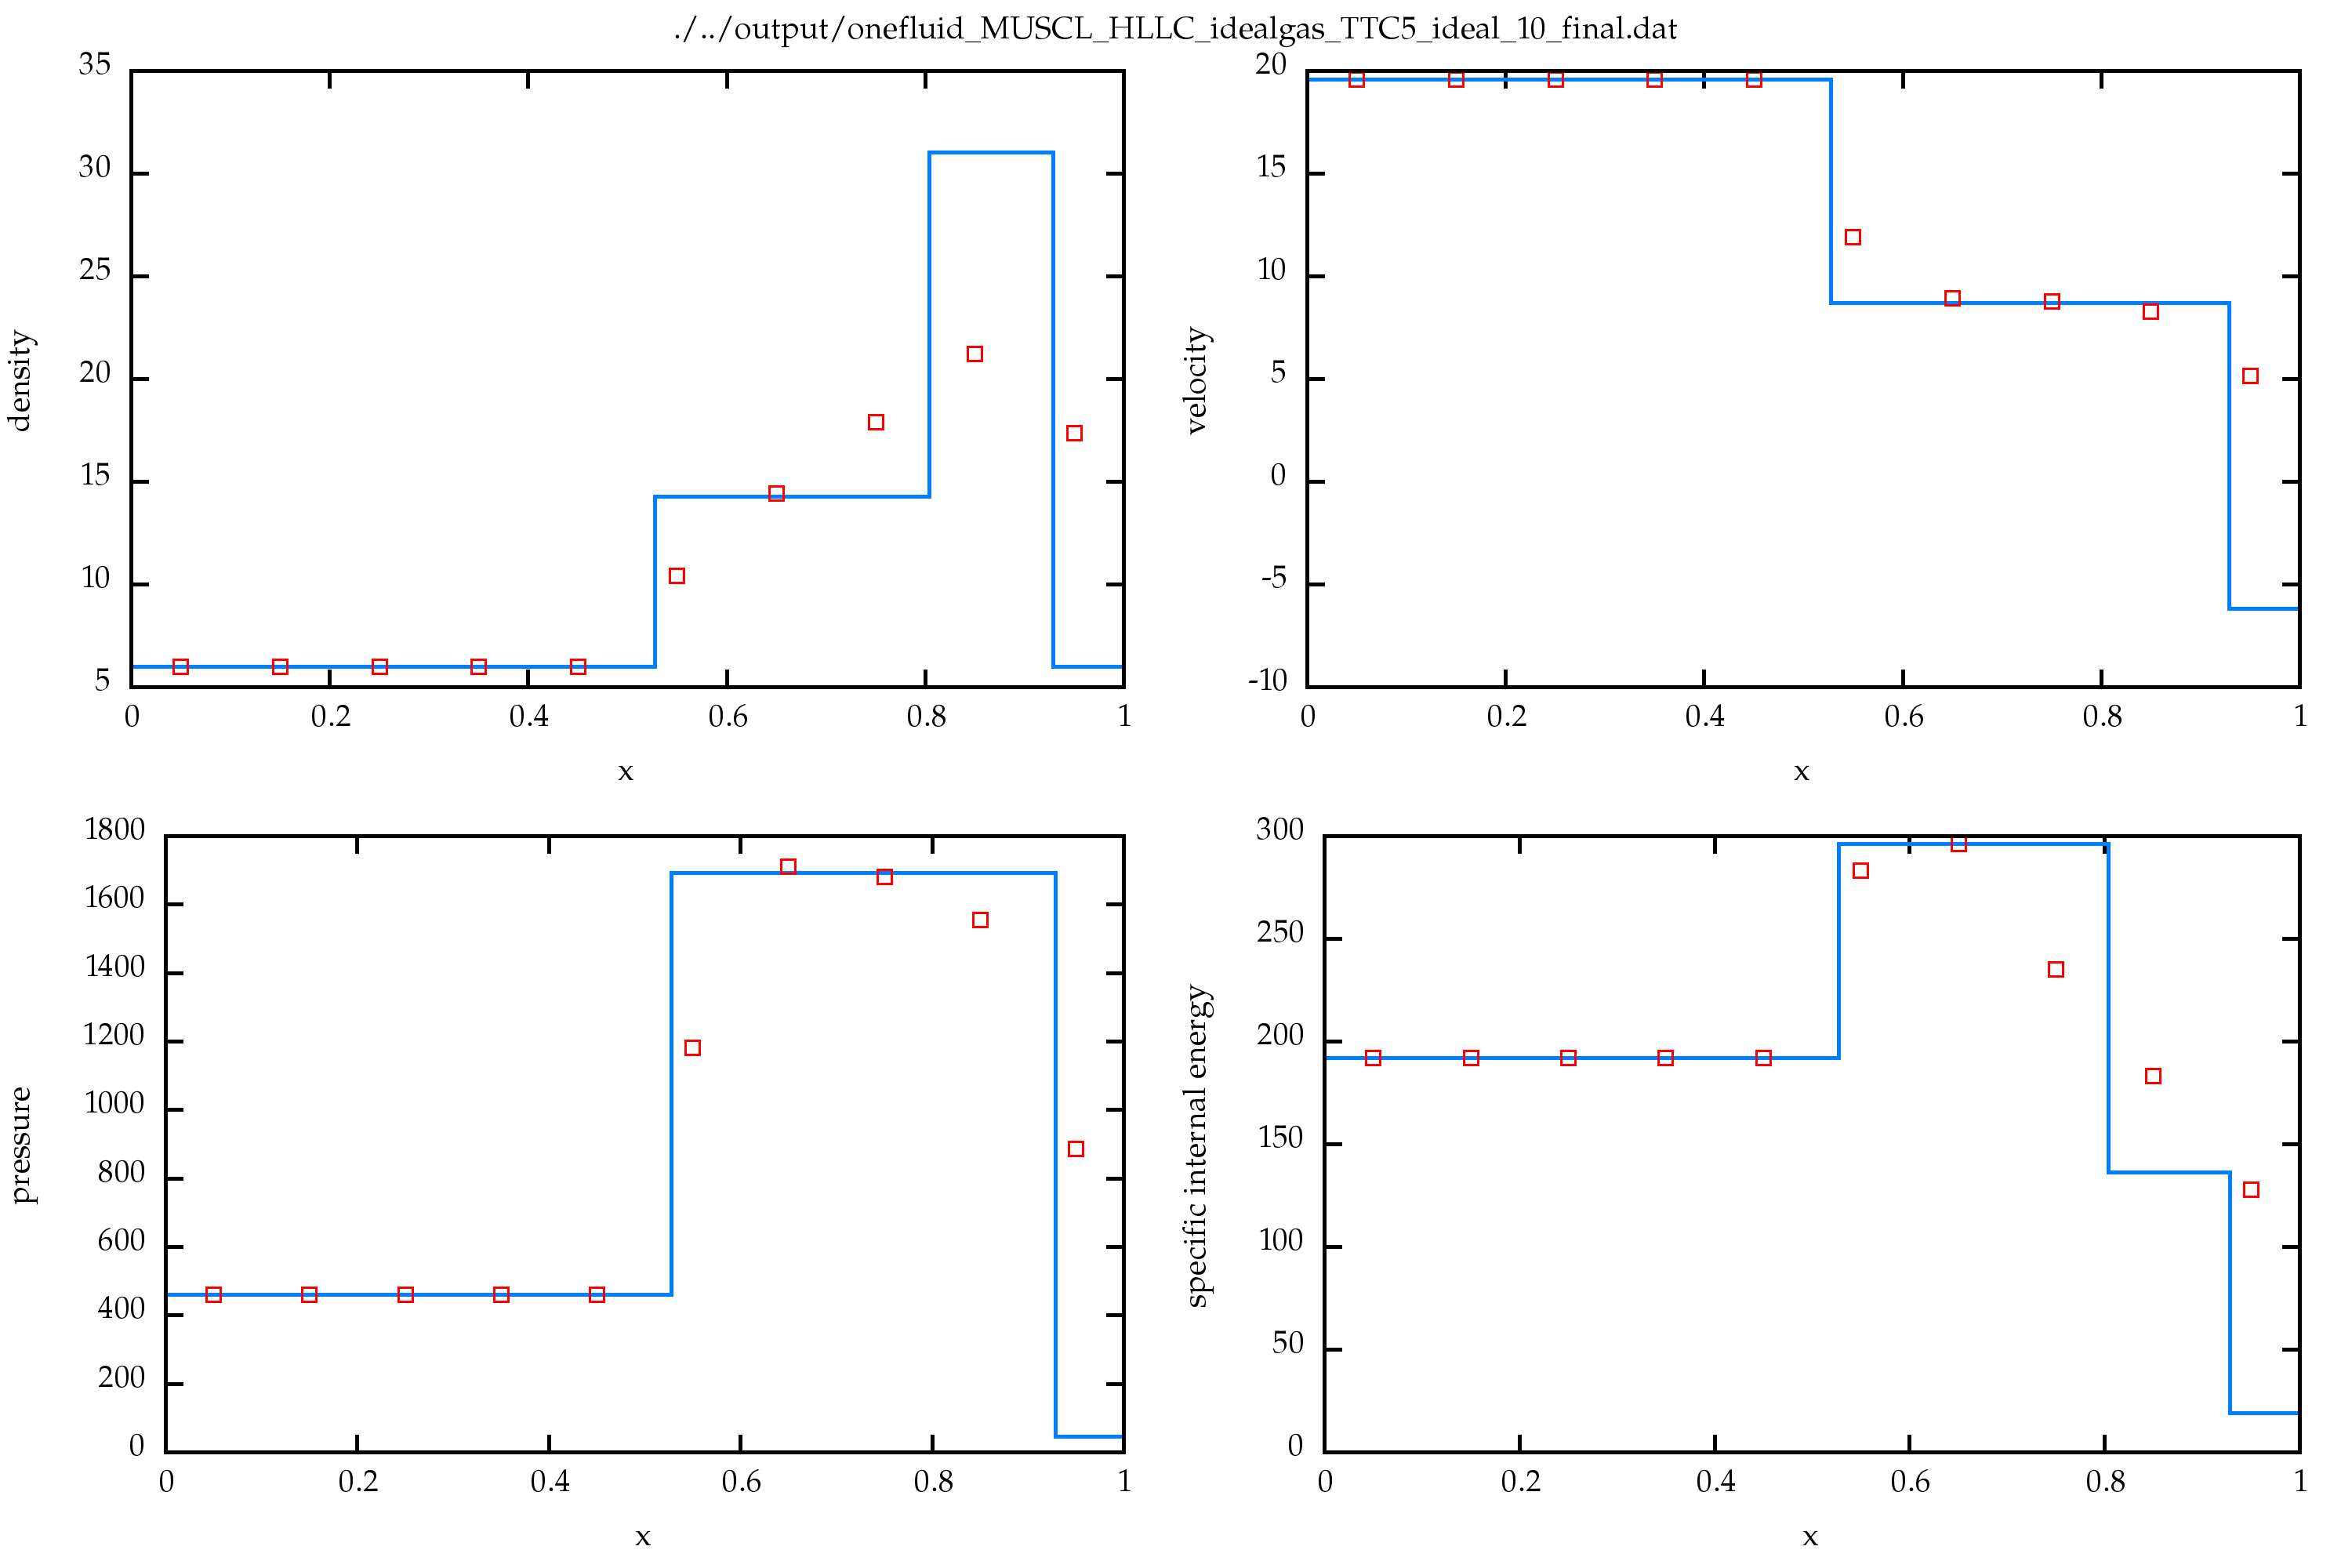 ./../output/onefluid_MUSCL_HLLC_idealgas_TTC5_ideal_10_final.dat
35
30
25
20
15
10
5
density
0 0.2 0.4 0.6 0.8 1
x
20
15
10
5
0
-5
-10
velocity
0 0.2 0.4 0.6 0.8 1
x
1800
1600
1400
1200
1000
800
600
400
200
0
pressure
0 0.2 0.4 0.6 0.8 1
x
300
250
200
150
100
50
0
specific internal energy
0 0.2 0.4 0.6 0.8 1
x